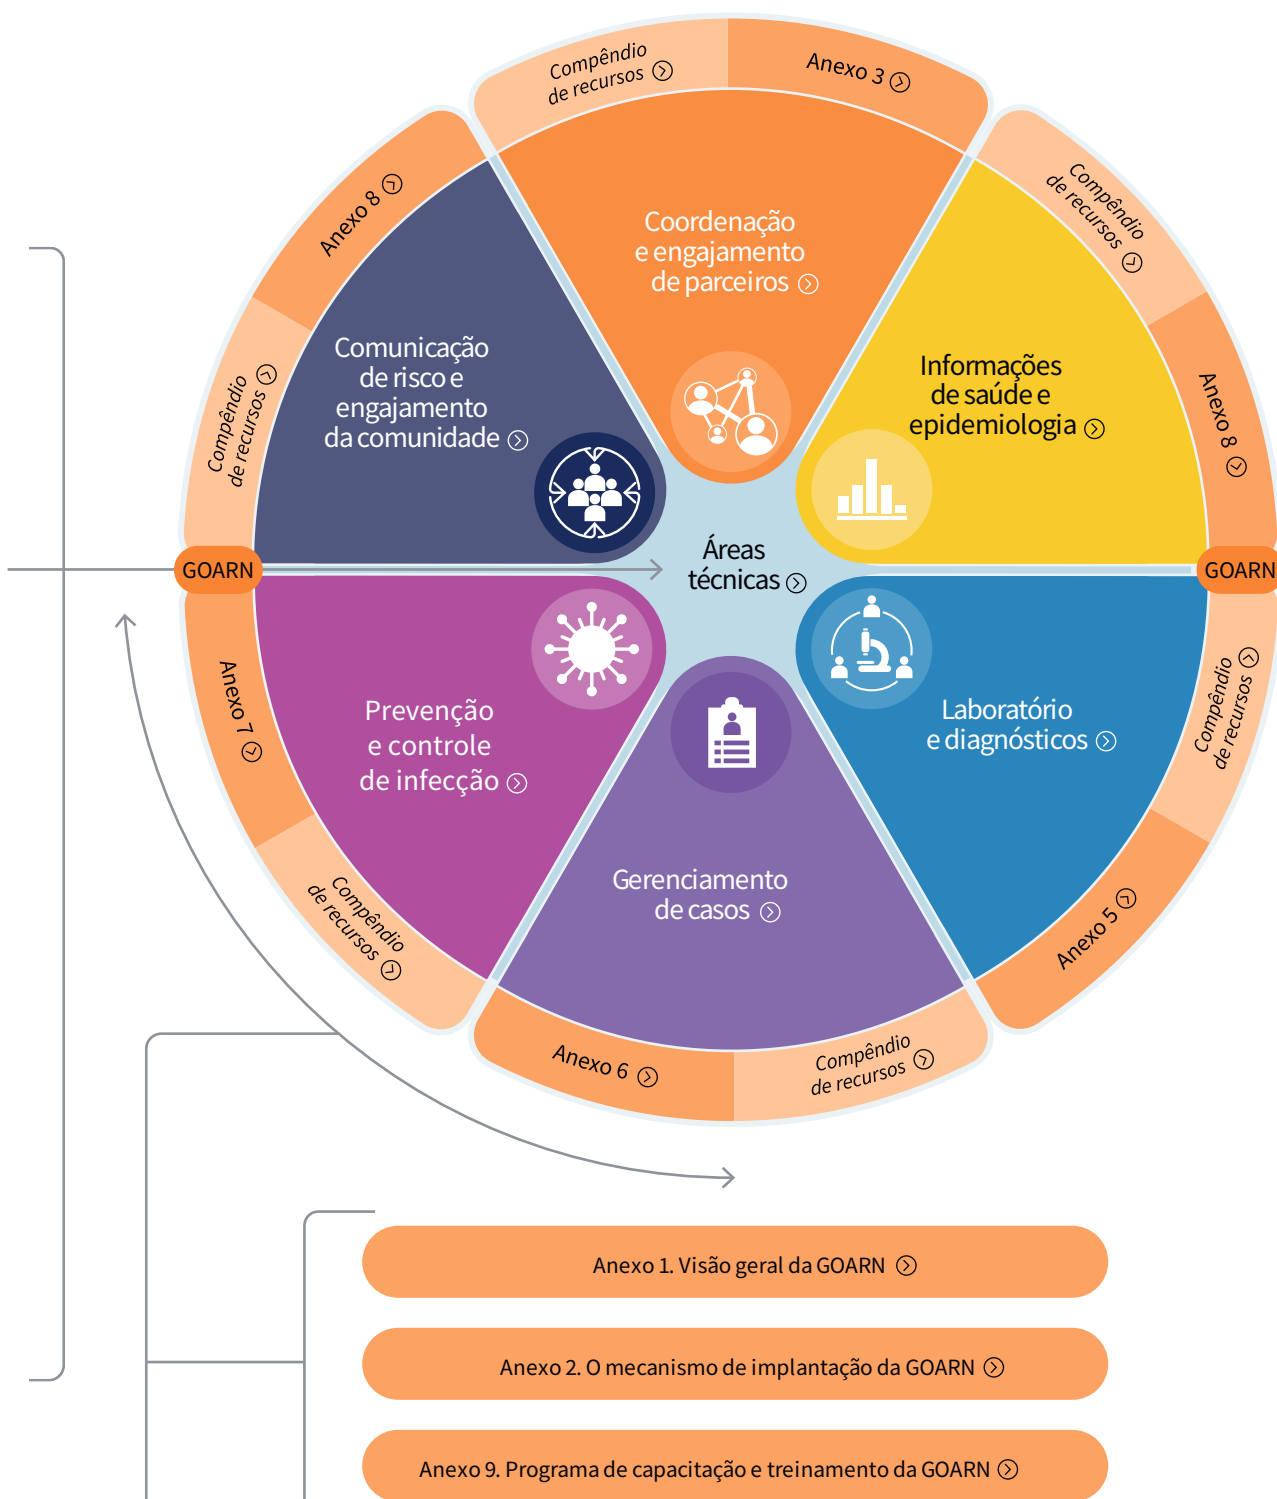 Compêndio
de recursos
Anexo 3
Anexo 8
Compêndio
de recursos
Coordenação
e engajamento
de parceiros
Comunicação
de risco e
engajamento
da comunidade
Informações
de saúde e
epidemiologia
Compêndio
de recursos
Anexo 8
GOARN
Áreas
técnicas
GOARN
Anexo 7
Prevenção
e controle
de infecção
Laboratório
e diagnósticos
Compêndio
de recursos
Compêndio
de recursos
Gerenciamento
de casos
Anexo 5
Anexo 6
Compêndio
de recursos
Anexo 1. Visão geral da GOARN
Anexo 2. O mecanismo de implantação da GOARN
Anexo 9. Programa de capacitação e treinamento da GOARN